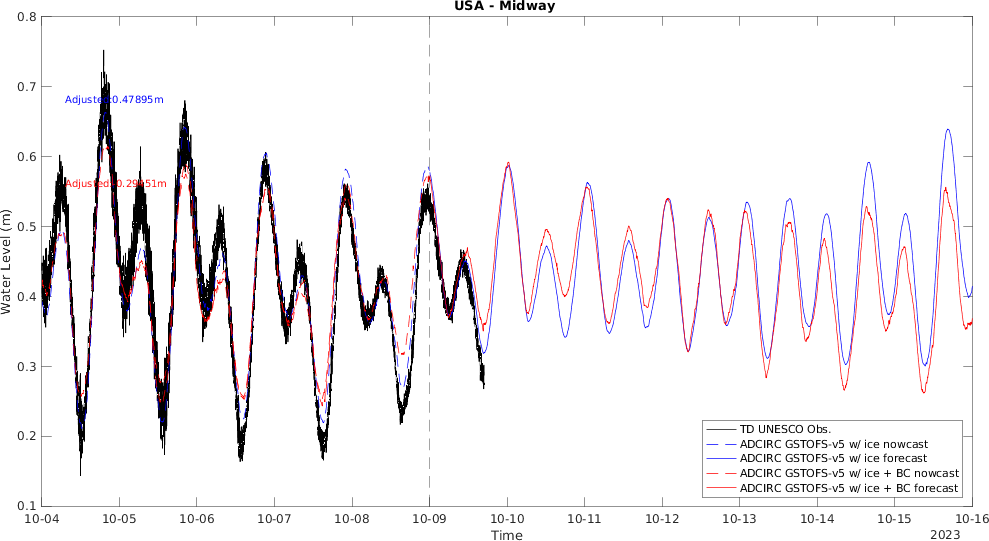 USA - Midway
Water Level (m)
0.8
0.7
0.6
0.5
0.4
0.3
0.2
0.1
Adjusted:0.47895m
TD UNESCO Obs.
ADCIRC GSTOFS-v5 w/ ice nowcast
ADCIRC GSTOFS-v5 w/ ice forecast
ADCIRC GSTOFS-v5 w/ ice + BC nowcast
ADCIRC GSTOFS-v5 w/ ice + BC forecast
10-04 10-05 10-06 10-07 10-08 10-09 10-10 10-11 10-12 10-13 10-14 10-15 10-16
Time
2023